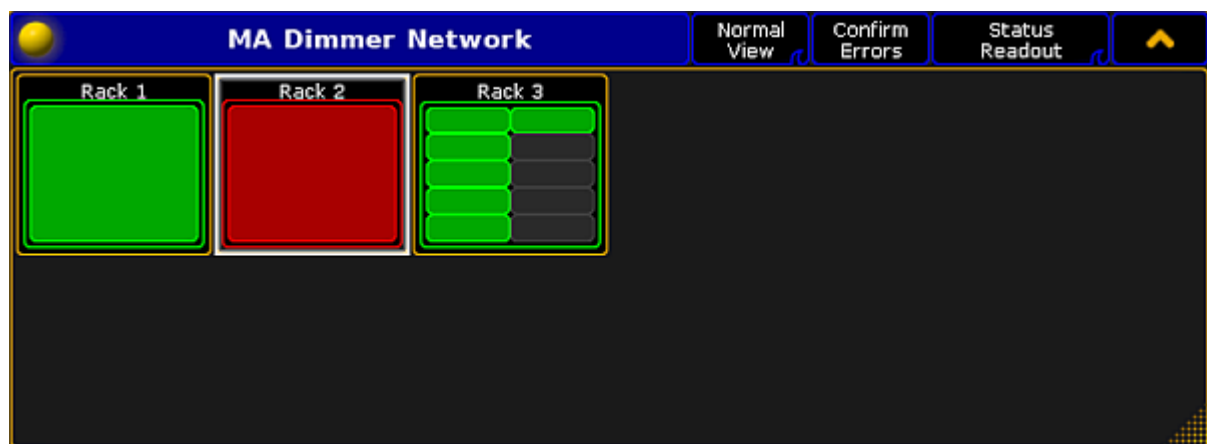 MA Dimmer Network
Normal
View
Confirm
Errors
Status
Readout
Rack 1
Rack 2
Rack 3